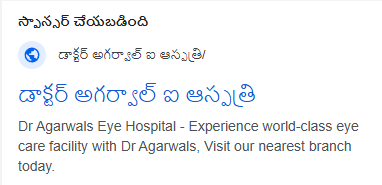 స్పాన్సర్ చేయబడింది
డాక్టర్ అగర్వాల్ ఐ ఆస్పత్రి/
డాక్టర్ అగర్వాల్ ఐ ఆస్పత్రి
Dr Agarwals Eye Hospital - Experience world-class eye
care facility with Dr Agarwals, Visit our nearest branch
today.